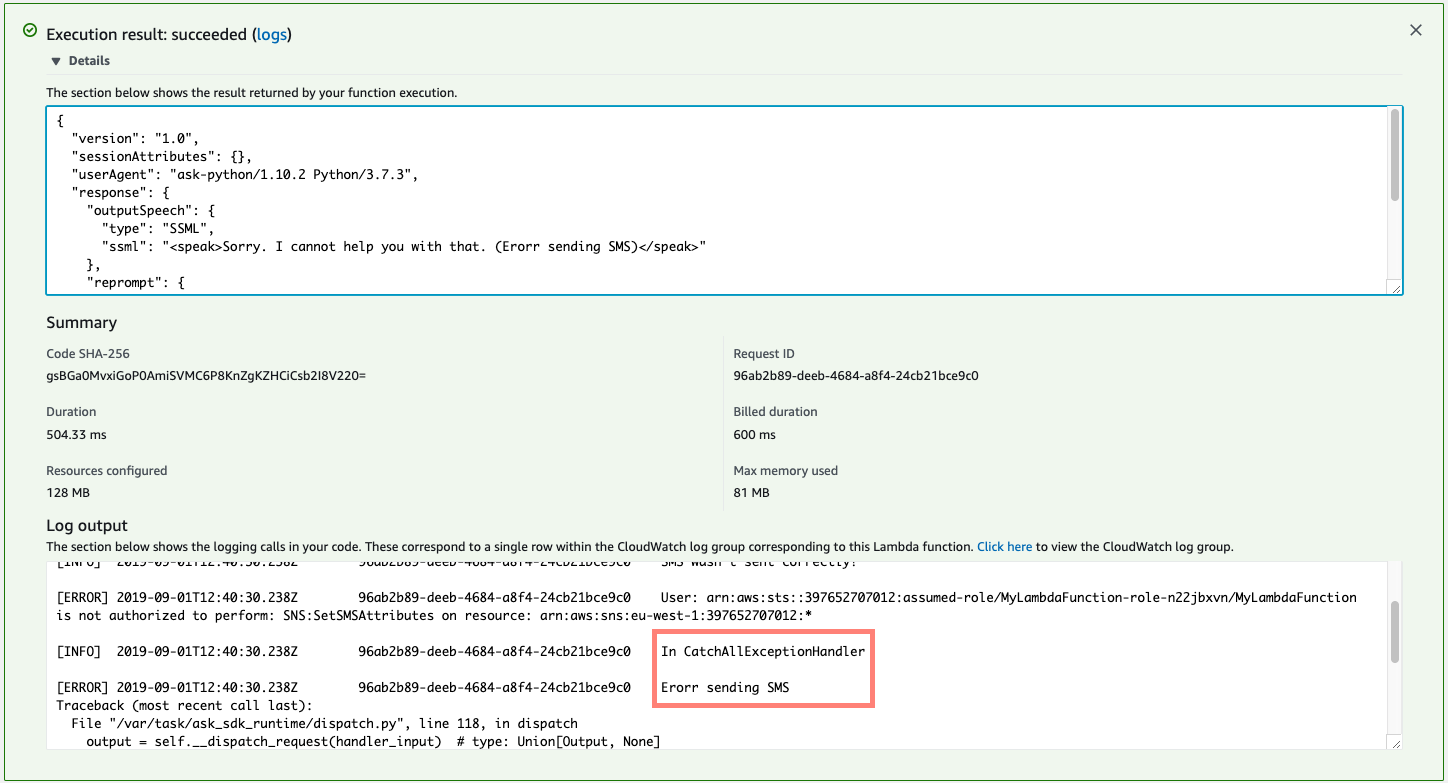 Execution result: succeeded (logs)
Details
The section below shows the result returned by your function execution.
{
"version": "1.0",
"sessionAttributes": {},
"userAgent": "ask-python/1.10.2 Python/3.7.3",
"response": {
"outputSpeech": {
"type": "SSML",
"ssml": "<speak>Sorry. I cannot help you with that. (Erorr sending SMS)</speak>"
},
"reprompt": {
Summary
Code SHA-256
gsBGa0MvxiGoP0AmiSVMC6P8KnZgKZHCiCsb2I8V220=
Request ID
96ab2b89-deeb-4684-a8f4-24cb21bce9c0
Duration
504.33 ms
Billed duration
600 ms
Resources configured
128 MB
Max memory used
81 MB
Log output
The section below shows the logging calls in your code. These correspond to a single row within the CloudWatch log group corresponding to this Lambda function. Click here to view the CloudWatch log group.
[INFO] 2019-09-01T12:40:30.238Z 96ab2b89-deeb-4684-a8f4-24cb21bce9c0 SMS wasn't sent correctly!
[ERROR] 2019-09-01T12:40:30.238Z 96ab2b89-deeb-4684-a8f4-24cb21bce9c0 User: arn:aws:sts::397652707012:assumed-role/MyLambdaFunction-role-n22jbxvn/MyLambdaFunction
is not authorized to perform: SNS:SetSMSAttributes on resource: arn:aws:sns:eu-west-1:397652707012:*
[INFO] 2019-09-01T12:40:30.238Z 96ab2b89-deeb-4684-a8f4-24cb21bce9c0 In CatchAllExceptionHandler
[ERROR] 2019-09-01T12:40:30.238Z 96ab2b89-deeb-4684-a8f4-24cb21bce9c0 Erorr sending SMS
Traceback (most recent call last):
File "/var/task/ask_sdk_runtime/dispatch.py", line 118, in dispatch
output = self.__dispatch_request(handler_input) # type: Union[Output, None]